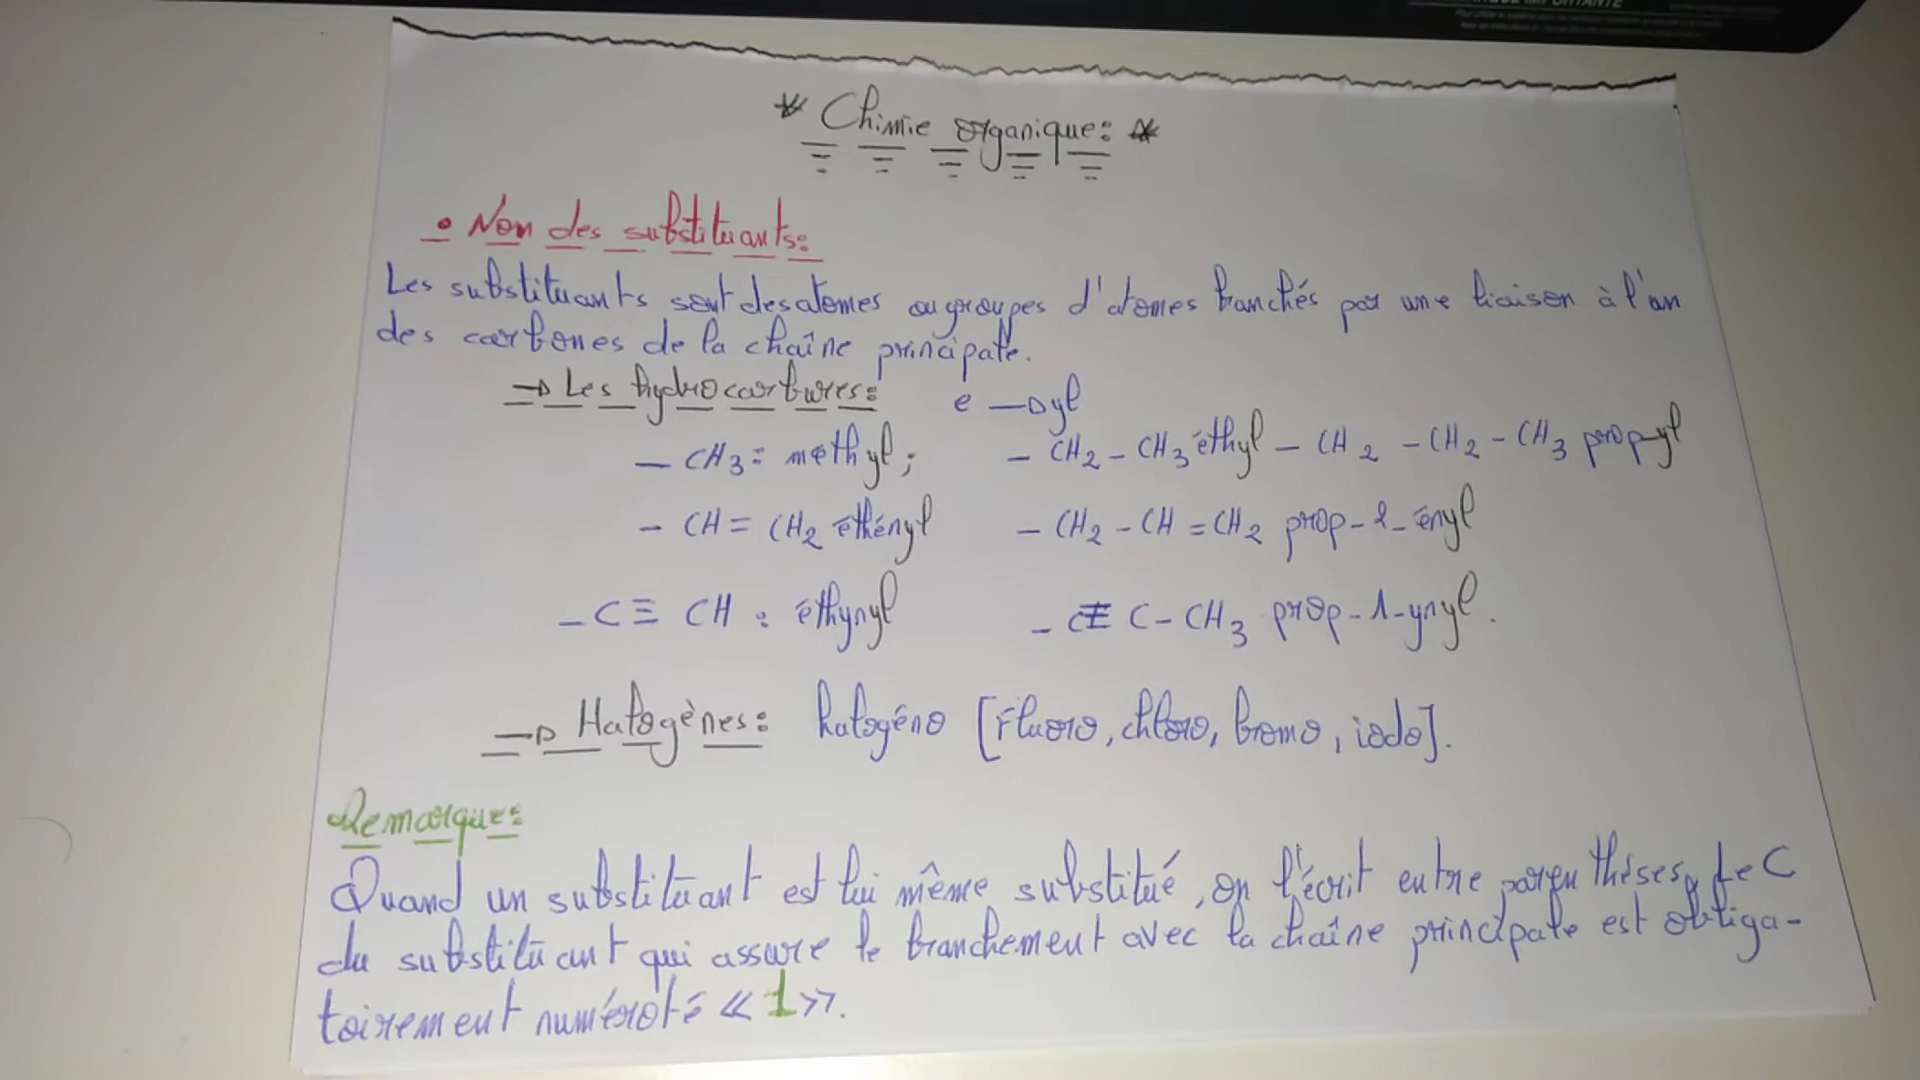 * Chimie organique: *
• Nom des substituants:
Les substituants sont des atomes ou groupes d'atomes branchés par une liaison à l'un
des carbones de la chaîne principale.
→ Les hydrocarbures: e → yl
- CH3: méthyl; - CH2 - CH3 éthyl - CH2 - CH2 - CH3 prop-yl
- CH = CH2 éthényl - CH2 - CH = CH2 prop-2-ényl
- C ≡ CH : éthynyl - C ≡ C - CH3 prop-1-ynyl.
→ Halogènes: halogéno [Fluoro, chloro, bromo, iodo].
Remarque:
Quand un substituant est lui même substitué, on l'écrit entre parenthèses, Le C
du substituant qui assure le branchement avec la chaîne principale est obliga-
toirement numéroté « 1 ».